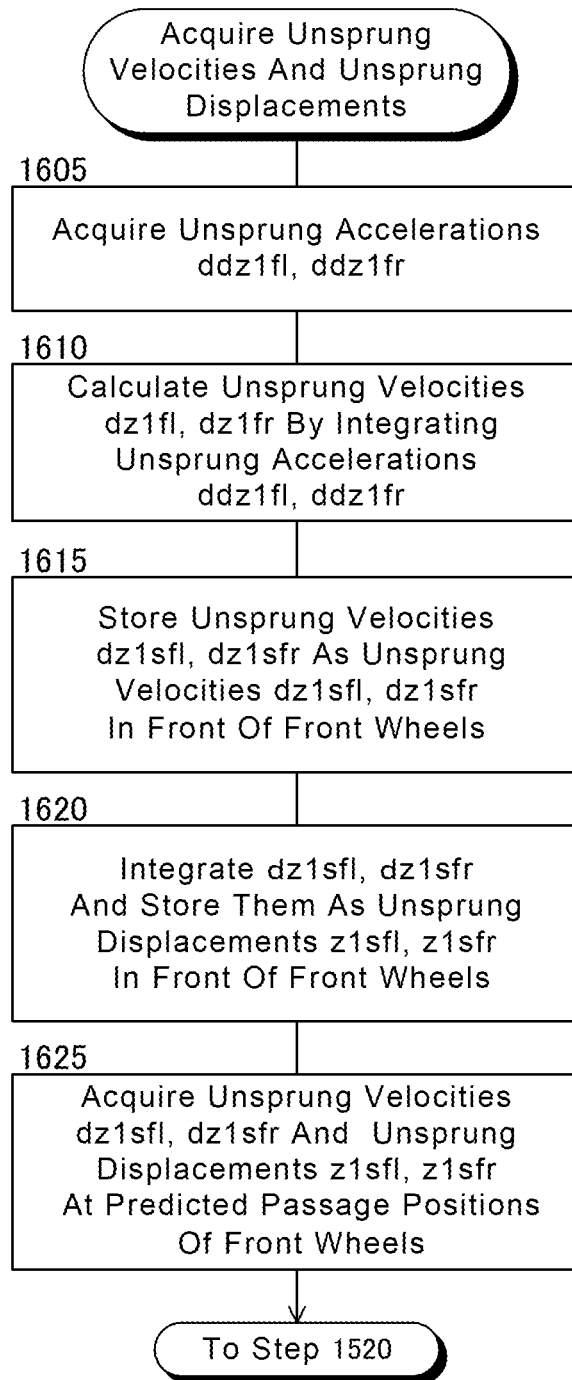 Acquire Unsprung
Velocities And Unsprung
Displacements
1605
Acquire Unsprung Accelerations
ddz1fl, ddz1fr
1610
Calculate Unsprung Velocities
dz1fl, dz1fr By Integrating
Unsprung Accelerations
ddz1fl, ddz1fr
1615
Store Unsprung Velocities
dz1sfl, dz1sfr As Unsprung
Velocities dz1sfl, dz1sfr
In Front Of Front Wheels
1620
Integrate dz1sfl, dz1sfr
And Store Them As Unsprung
Displacements z1sfl, z1sfr
In Front Of Front Wheels
1625
Acquire Unsprung Velocities
dz1sfl, dz1sfr And Unsprung
Displacements z1sfl, z1sfr
At Predicted Passage Positions
Of Front Wheels
To Step 1520